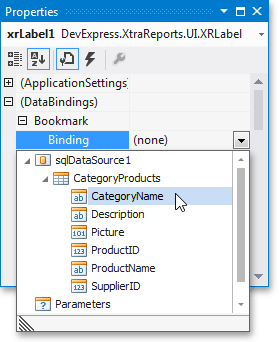 Properties
xrLabel1 DevExpress.XtraReports.UI.XRLabel
A Z
(ApplicationSettings)
(DataBindings)
Bookmark
Binding (none)
sqlDataSource1
CategoryProducts
ab CategoryName
ab Description
101 Picture
123 ProductID
ab ProductName
123 SupplierID
? Parameters